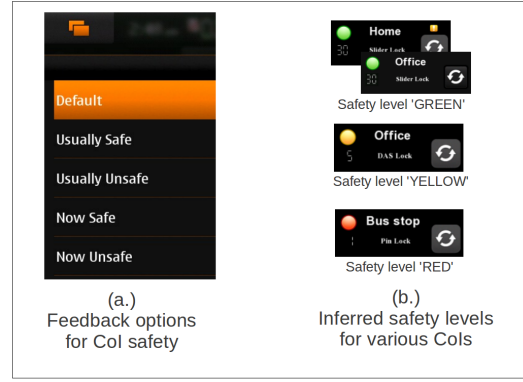 Default
Usually Safe
Usually Unsafe
Now Safe
Now Unsafe
(a.)
Feedback options
for CoI safety
Home
30 Slider Lock
Office
30 Slider Lock
Safety level 'GREEN'
Office
5 DAS Lock
Safety level 'YELLOW'
Bus stop
1 Pin Lock
Safety level 'RED'
(b.)
Inferred safety levels
for various CoIs